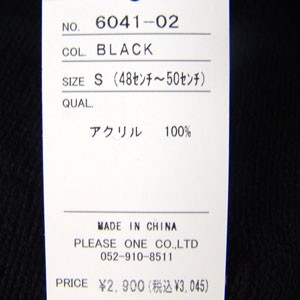 NO. 6041-02
COL. BLACK
SIZE S (48センチ~50センチ)
QUAL.
アクリル 100%
MADE IN CHINA
PLEASE ONE CO.,LTD
052-910-8511
PRICE ¥2,900(税込¥3,045)